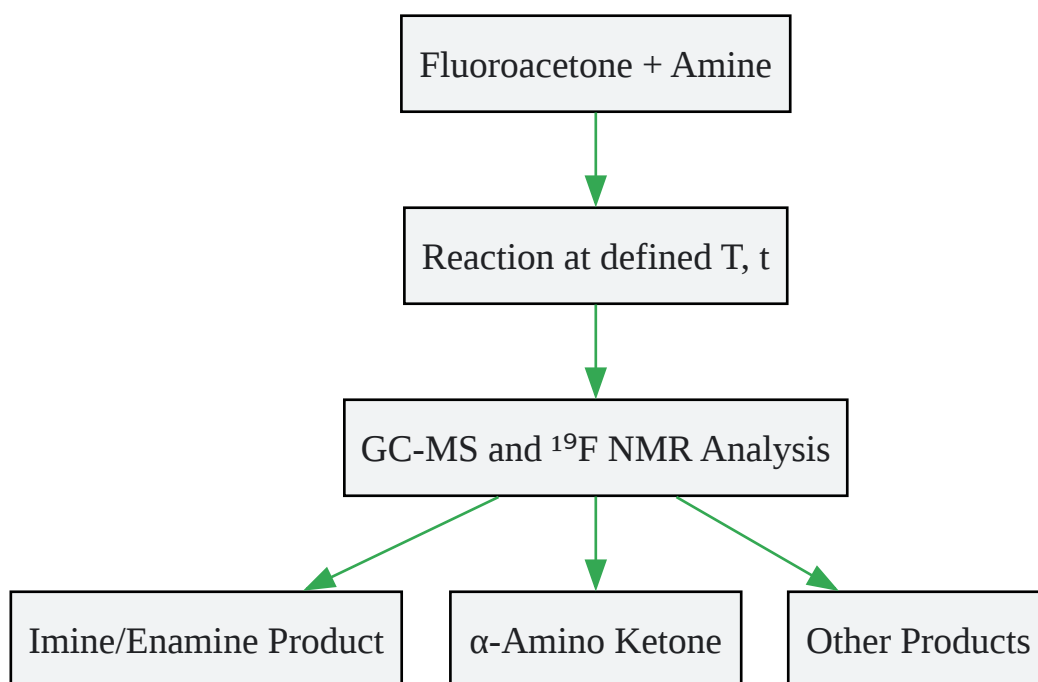 Fluoroacetone + Amine
Reaction at defined T, t
GC-MS and ¹⁹F NMR Analysis
Imine/Enamine Product
α-Amino Ketone
Other Products